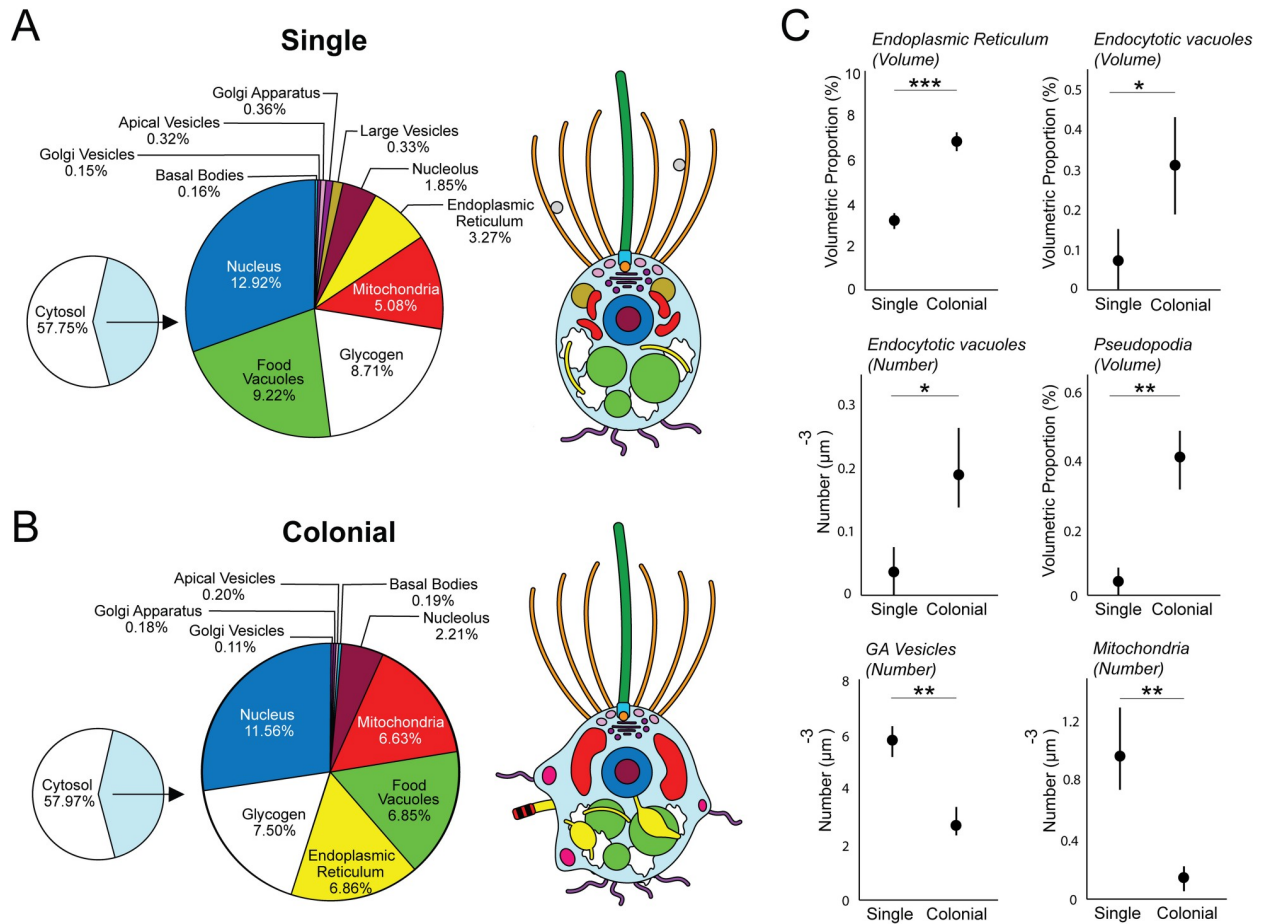 A
Single
Golgi Apparatus
0.36%
Apical Vesicles
0.32%
Large Vesicles
0.33%
Golgi Vesicles
0.15%
Nucleolus
1.85%
Basal Bodies
0.16%
Endoplasmic
Reticulum
3.27%
Nucleus
12.92%
Mitochondria
5.08%
Cytosol
57.75%
Glycogen
8.71%
Food
Vacuoles
9.22%
B
Colonial
Apical Vesicles
0.20%
Basal Bodies
0.19%
Golgi Apparatus
0.18%
Nucleolus
2.21%
Golgi Vesicles
0.11%
Nucleus
11.56%
Mitochondria
6.63%
Cytosol
57.97%
Food
Vacuoles
6.85%
Glycogen
7.50%
Endoplasmic
Reticulum
6.86%
C
Endoplasmic Reticulum
(Volume)
Volumetric Proportion (%)
10
8
6
4
2
0
***
Single Colonial
Endocytotic vacuoles
(Volume)
Volumetric Proportion (%)
0.5
0.4
0.3
0.2
0.1
0
*
Single Colonial
Endocytotic vacuoles
(Number)
Number (µm -3)
0.3
0.2
0.1
0
*
Single Colonial
Pseudopodia
(Volume)
Volumetric Proportion (%)
0.6
0.4
0.2
0
**
Single Colonial
GA Vesicles
(Number)
Number (µm -3)
8
6
4
2
0
**
Single Colonial
Mitochondria
(Number)
Number (µm -3)
1.2
0.8
0.4
0
**
Single Colonial